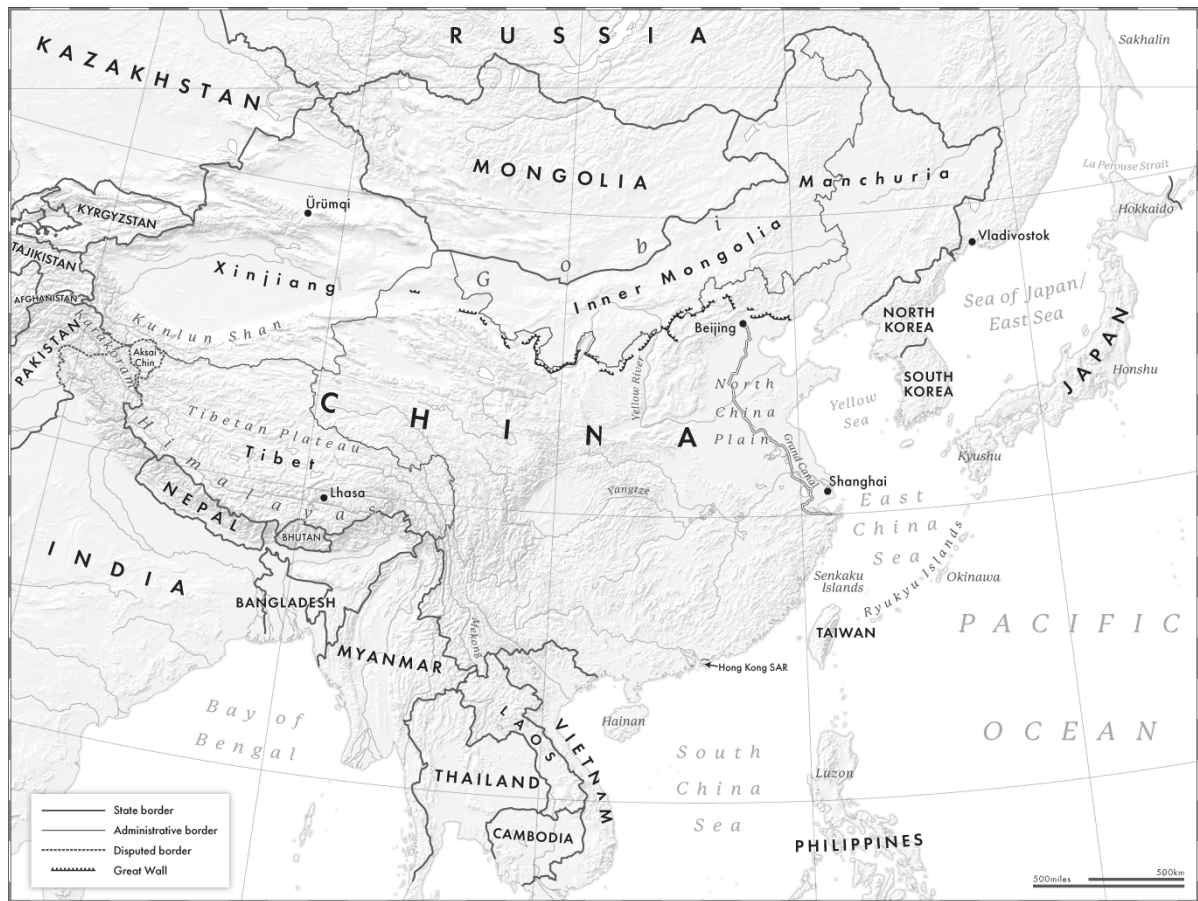 RUSSIA
KAZAKHSTAN
Sakhalin
MONGOLIA
Manchuria
La Perouse Strait
Hokkaido
KYRGYZSTAN
Ürümqi
Vladivostok
TAJIKISTAN
Xinjiang
Gobi
Inner Mongolia
AFGHANISTAN
Sea of Japan/
East Sea
PAKISTAN
Karakoram
Kunlun Shan
Aksai
Chin
Beijing
NORTH
KOREA
JAPAN
Honshu
SOUTH
KOREA
Yellow River
North
China
Plain
Yellow
Sea
CHINA
Tibetan Plateau
Tibet
Himalayas
Grand Canal
Kyushu
Lhasa
Yangtze
Shanghai
NEPAL
BHUTAN
East
China
Sea
INDIA
Senkaku
Islands
Ryukyu Islands
Okinawa
BANGLADESH
TAIWAN
PACIFIC
OCEAN
MYANMAR
Mekong
Hong Kong SAR
Bay of
Bengal
LAOS
VIETNAM
Hainan
South
China
Sea
THAILAND
Luzon
CAMBODIA
PHILIPPINES
State border
Administrative border
Disputed border
Great Wall
500miles
500km